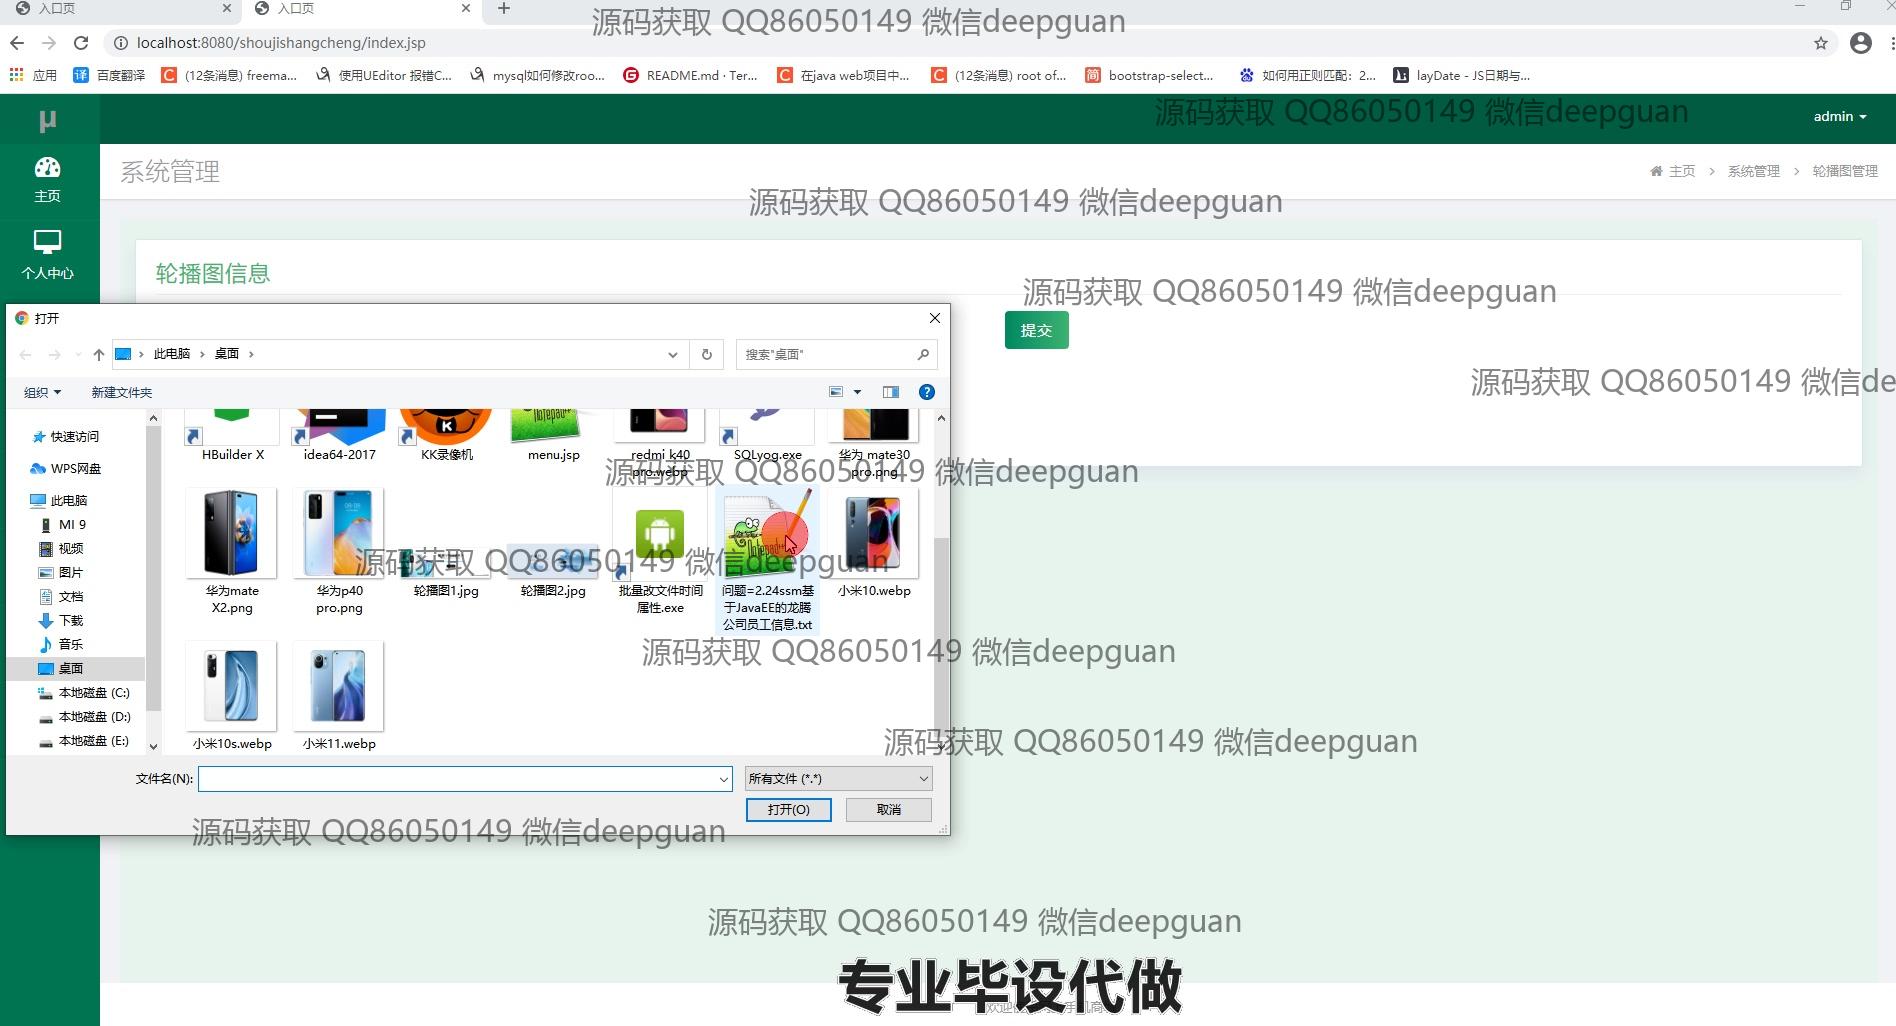 入口页
入口页
源码获取 QQ86050149 微信deepguan
localhost:8080/shoujishangcheng/index.jsp
应用
百度翻译
(12条消息) freema...
使用UEditor 报错C...
mysql如何修改roo...
README.md · Ter...
在java web项目中...
(12条消息) root of...
bootstrap-select...
如何用正则匹配：2...
layDate - JS日期与...
μ
源码获取 QQ86050149 微信deepguan
admin
主页
系统管理
主页
系统管理
轮播图管理
源码获取 QQ86050149 微信deepguan
个人中心
轮播图信息
源码获取 QQ86050149 微信deepguan
打开
提交
此电脑
桌面
搜索"桌面"
源码获取 QQ86050149 微信de
组织
新建文件夹
快速访问
WPS网盘
此电脑
MI 9
视频
图片
文档
下载
音乐
桌面
本地磁盘 (C:)
本地磁盘 (D:)
本地磁盘 (E:)
HBuilder X
idea64-2017
KK录像机
menu.jsp
redmi k40
pro.webp
SQLyog.exe
华为 mate30
pro.png
源码获取 QQ86050149 微信deepguan
源码获取 QQ86050149 微信deepguan
华为mate
X2.png
华为p40
pro.png
轮播图1.jpg
轮播图2.jpg
批量改文件时间
属性.exe
问题=2.24ssm基
于JavaEE的龙腾
公司员工信息.txt
小米10.webp
源码获取 QQ86050149 微信deepguan
小米10s.webp
小米11.webp
源码获取 QQ86050149 微信deepguan
文件名(N):
所有文件 (*.*)
打开(O)
取消
源码获取 QQ86050149 微信deepguan
源码获取 QQ86050149 微信deepguan
专业毕设代做